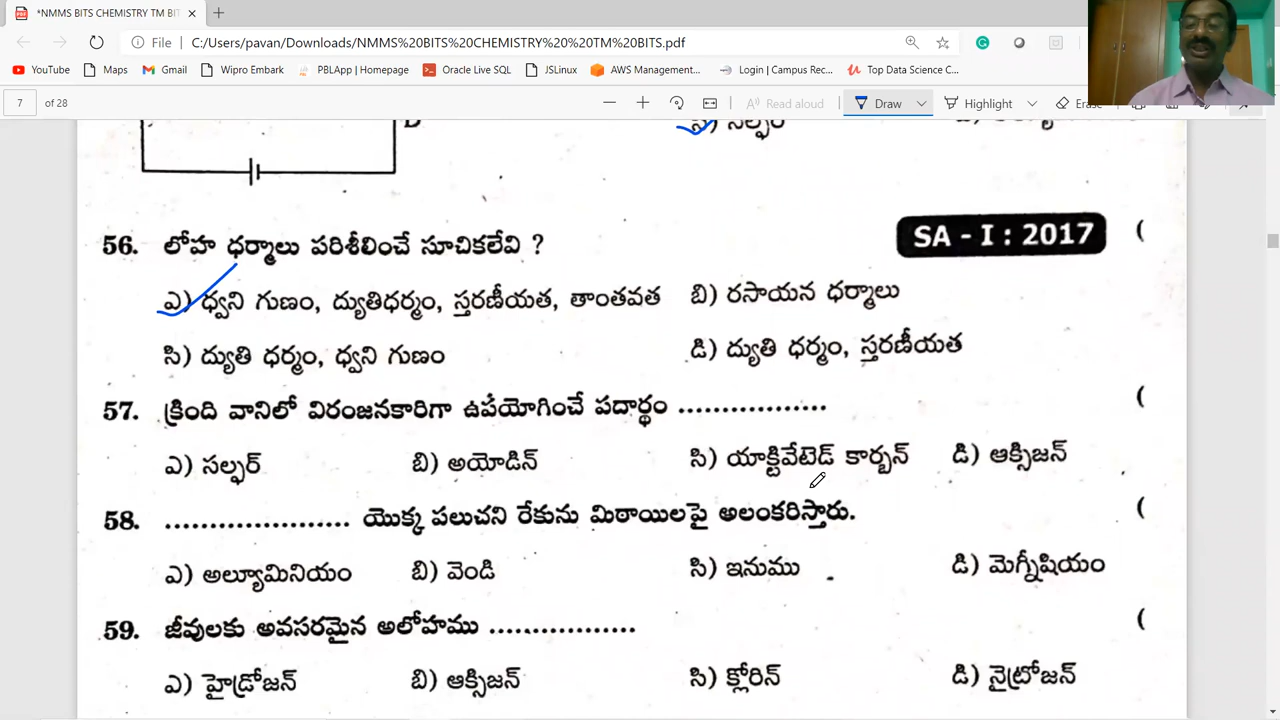 *NMMS BITS CHEMISTRY TM BIT
File C:/Users/pavan/Downloads/NMMS%20BITS%20CHEMISTRY%20%20TM%20BITS.pdf
YouTube Maps Gmail Wipro Embark PBLApp | Homepage Oracle Live SQL JSLinux AWS Management... Login | Campus Rec... Top Data Science C...
7 of 28 Read aloud Draw Highlight Erase
సి) సల్ఫర్
56. లోహ ధర్మాలు పరిశీలించే సూచికలేవి ? SA - I : 2017 (
ఎ) ధ్వని గుణం, ద్యుతిధర్మం, స్తరణీయత, తాంతవత బి) రసాయన ధర్మాలు
సి) ద్యుతి ధర్మం, ధ్వని గుణం డి) ద్యుతి ధర్మం, స్తరణీయత
57. క్రింది వానిలో విరంజనకారిగా ఉపయోగించే పదార్థం ................. (
ఎ) సల్ఫర్ బి) అయోడిన్ సి) యాక్టివేటెడ్ కార్బన్ డి) ఆక్సిజన్
58. ..................... యొక్క పలుచని రేకును మిఠాయిలపై అలంకరిస్తారు. (
ఎ) అల్యూమినియం బి) వెండి సి) ఇనుము డి) మెగ్నీషియం
59. జీవులకు అవసరమైన అలోహము ................. (
ఎ) హైడ్రోజన్ బి) ఆక్సిజన్ సి) క్లోరిన్ డి) నైట్రోజన్